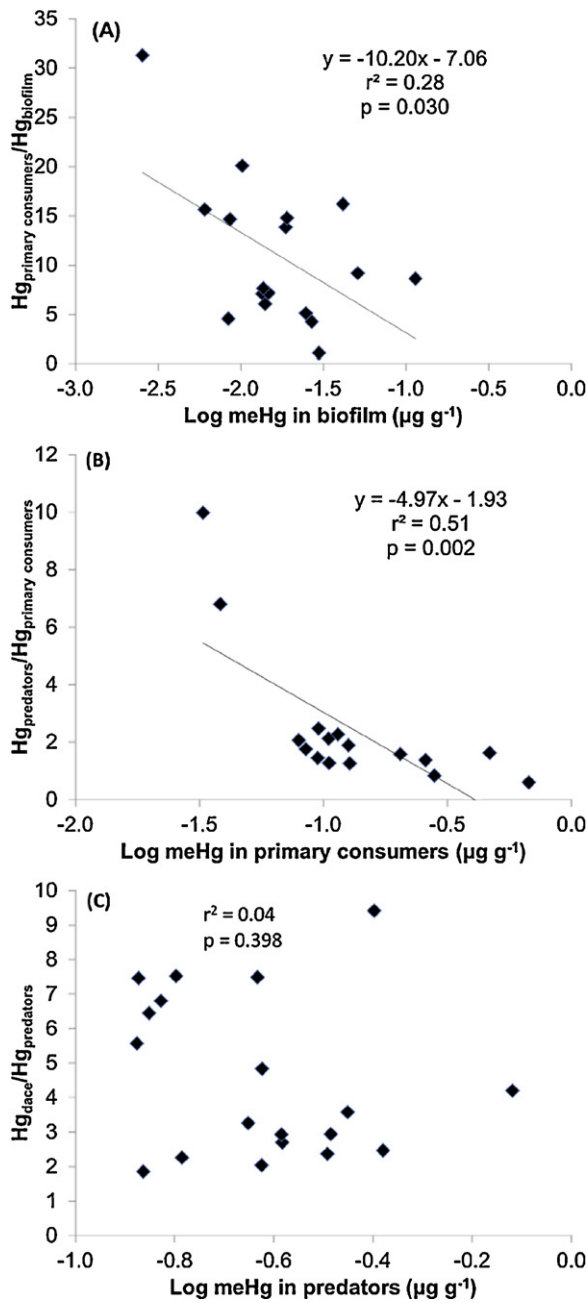 (A)
y = -10.20x - 7.06
r² = 0.28
p = 0.030
Hgprimary consumers/Hgbiofilm
35
30
25
20
15
10
5
0
-3.0 -2.5 -2.0 -1.5 -1.0 -0.5 0.0
Log meHg in biofilm (µg g⁻¹)
(B)
y = -4.97x - 1.93
r² = 0.51
p = 0.002
Hgpredators/Hgprimary consumers
12
10
8
6
4
2
0
-2.0 -1.5 -1.0 -0.5 0.0
Log meHg in primary consumers (µg g⁻¹)
(C)
r² = 0.04
p = 0.398
Hgdace/Hgpredators
10
9
8
7
6
5
4
3
2
1
0
-1.0 -0.8 -0.6 -0.4 -0.2 0.0
Log meHg in predators (µg g⁻¹)